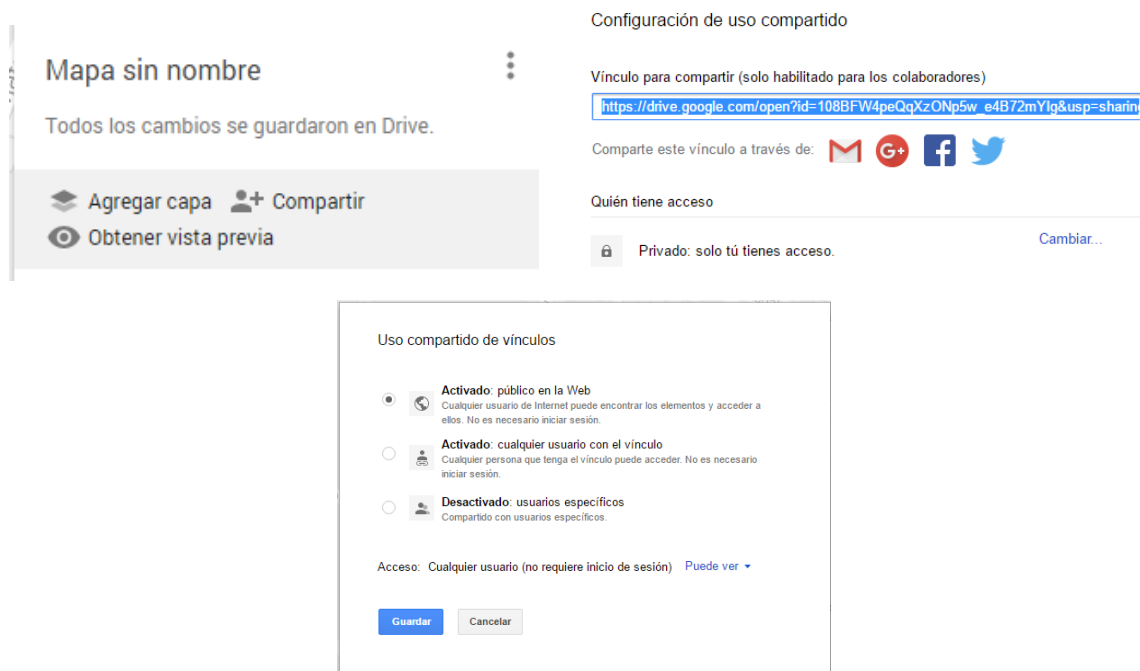 Mapa sin nombre
Todos los cambios se guardaron en Drive.
Agregar capa Compartir
Obtener vista previa
Configuración de uso compartido
Vínculo para compartir (solo habilitado para los colaboradores)
https://drive.google.com/open?id=108BFW4peQqXzONp5w_e4B72mYIg&usp=sharing
Comparte este vínculo a través de:
Quién tiene acceso
Privado: solo tú tienes acceso.
Cambiar...
Uso compartido de vínculos
Activado: público en la Web
Cualquier usuario de Internet puede encontrar los elementos y acceder a
ellos. No es necesario iniciar sesión.
Activado: cualquier usuario con el vínculo
Cualquier persona que tenga el vínculo puede acceder. No es necesario
iniciar sesión.
Desactivado: usuarios específicos
Compartido con usuarios específicos.
Acceso: Cualquier usuario (no requiere inicio de sesión) Puede ver
Guardar Cancelar